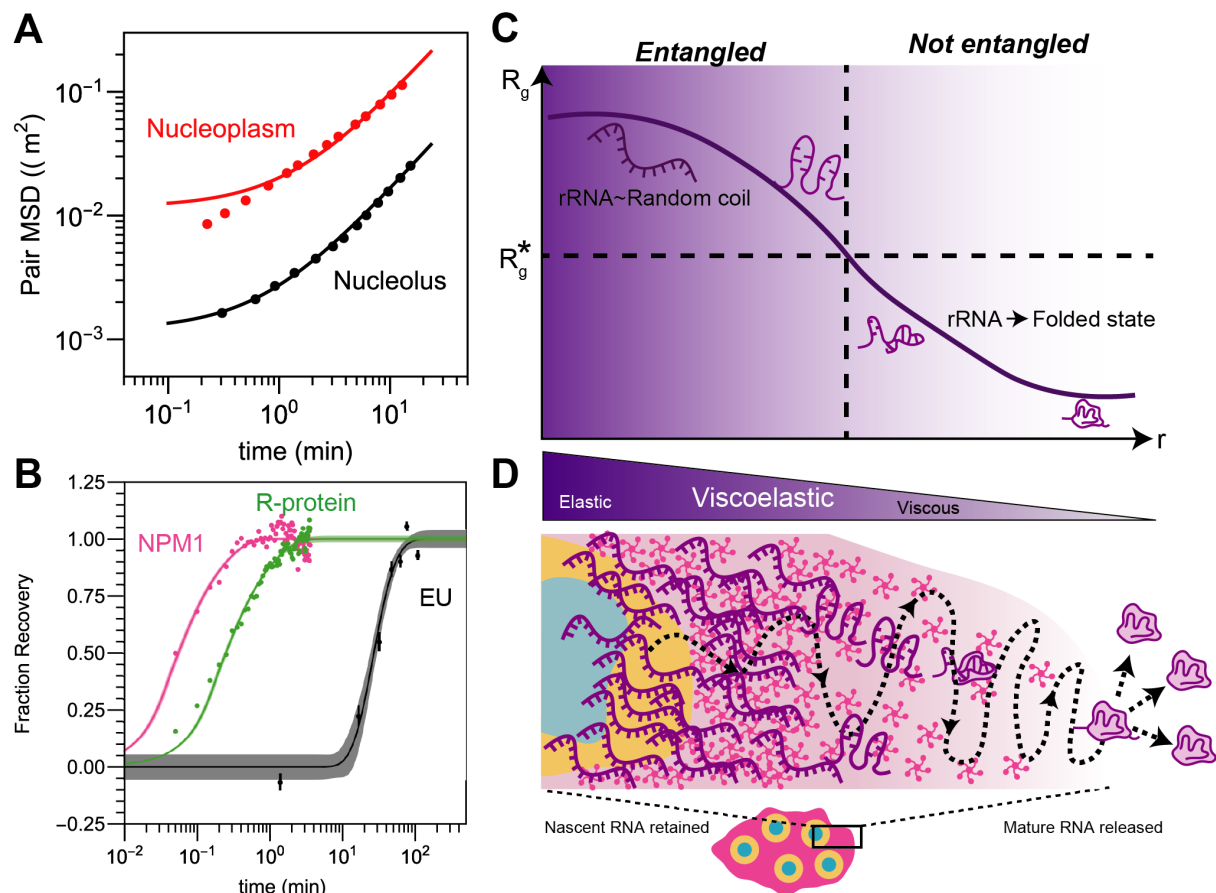 A
Pair MSD (( m²)
10⁻¹
10⁻²
10⁻³
Nucleoplasm
Nucleolus
10⁻¹
10⁰
10¹
time (min)
B
Fraction Recovery
1.25
1.00
0.75
0.50
0.25
0.00
−0.25
NPM1
R-protein
EU
10⁻²
10⁻¹
10⁰
10¹
10²
time (min)
C
Entangled
Not entangled
R_g
rRNA~Random coil
R_g*
rRNA → Folded state
r
D
Elastic
Viscoelastic
Viscous
Nascent RNA retained
Mature RNA released